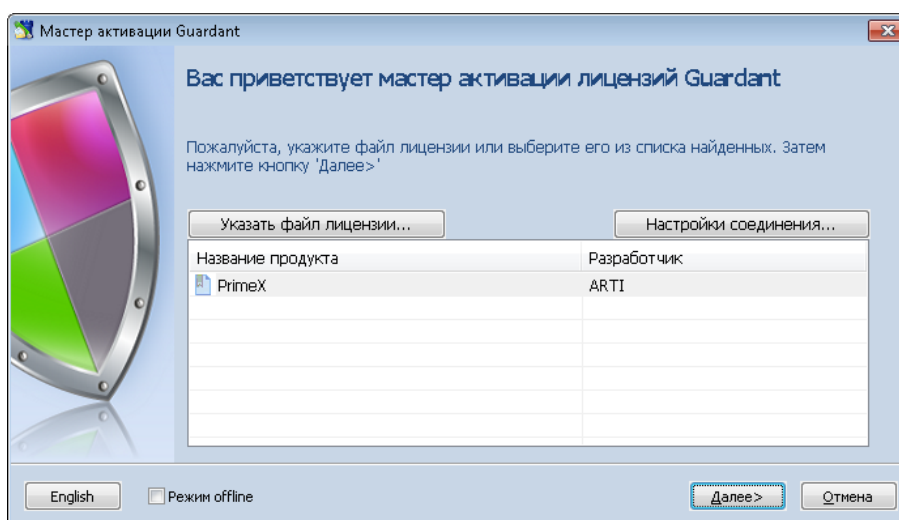 Мастер активации Guardant
Вас приветствует мастер активации лицензий Guardant
Пожалуйста, укажите файл лицензии или выберите его из списка найденных. Затем
нажмите кнопку 'Далее>'
Указать файл лицензии... Настройки соединения...
Название продукта Разработчик
PrimeX ARTI
English Режим offline Далее> Отмена